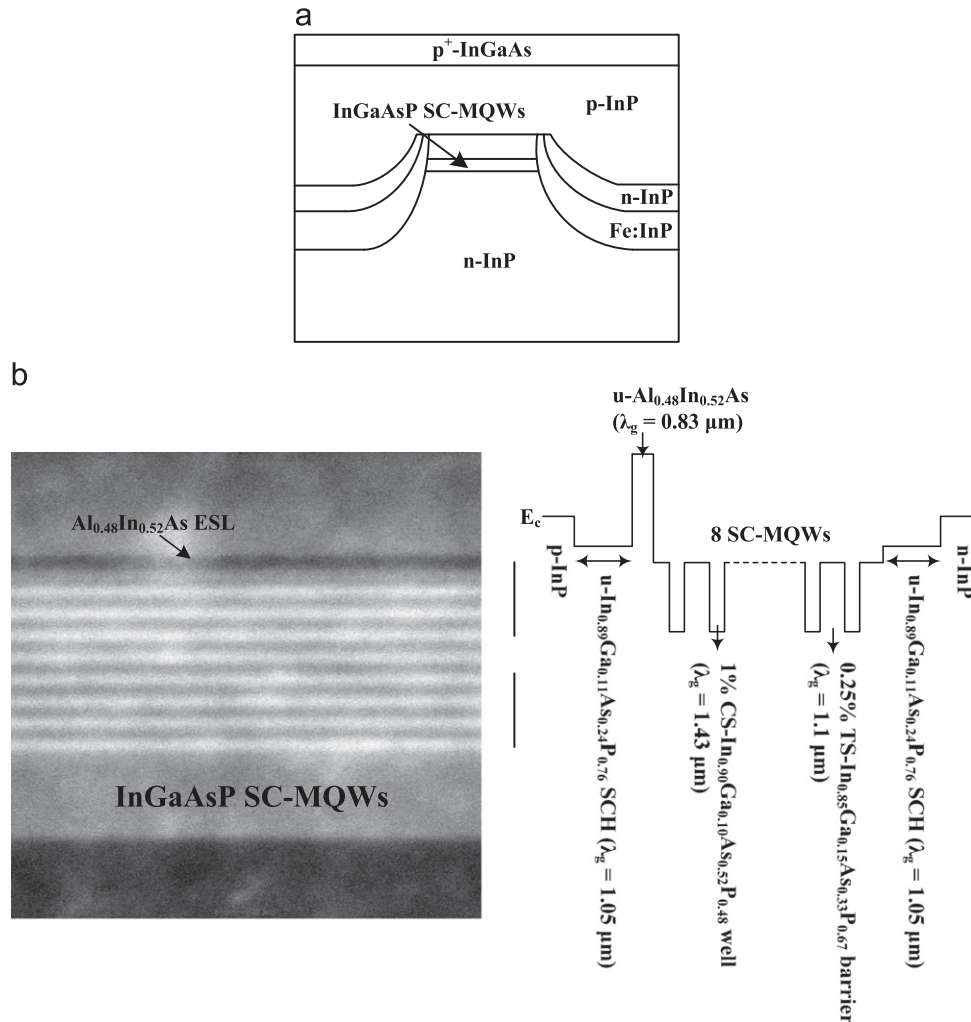 a
p⁺-InGaAs
InGaAsP SC-MQWs
p-InP
n-InP
Fe:InP
n-InP
b
u-Al₀.₄₈In₀.₅₂As
(λg = 0.83 μm)
Al₀.₄₈In₀.₅₂As ESL
Ec
8 SC-MQWs
p-InP
n-InP
u-In₀.₈₉Ga₀.₁₁As₀.₂₄P₀.₇₆ SCH (λg = 1.05 μm)
1% CS-In₀.₉₀Ga₀.₁₀As₀.₅₂P₀.₄₈ well
(λg = 1.43 μm)
0.25% TS-In₀.₈₅Ga₀.₁₅As₀.₃₃P₀.₆₇ barrier
(λg = 1.1 μm)
u-In₀.₈₉Ga₀.₁₁As₀.₂₄P₀.₇₆ SCH (λg = 1.05 μm)
InGaAsP SC-MQWs